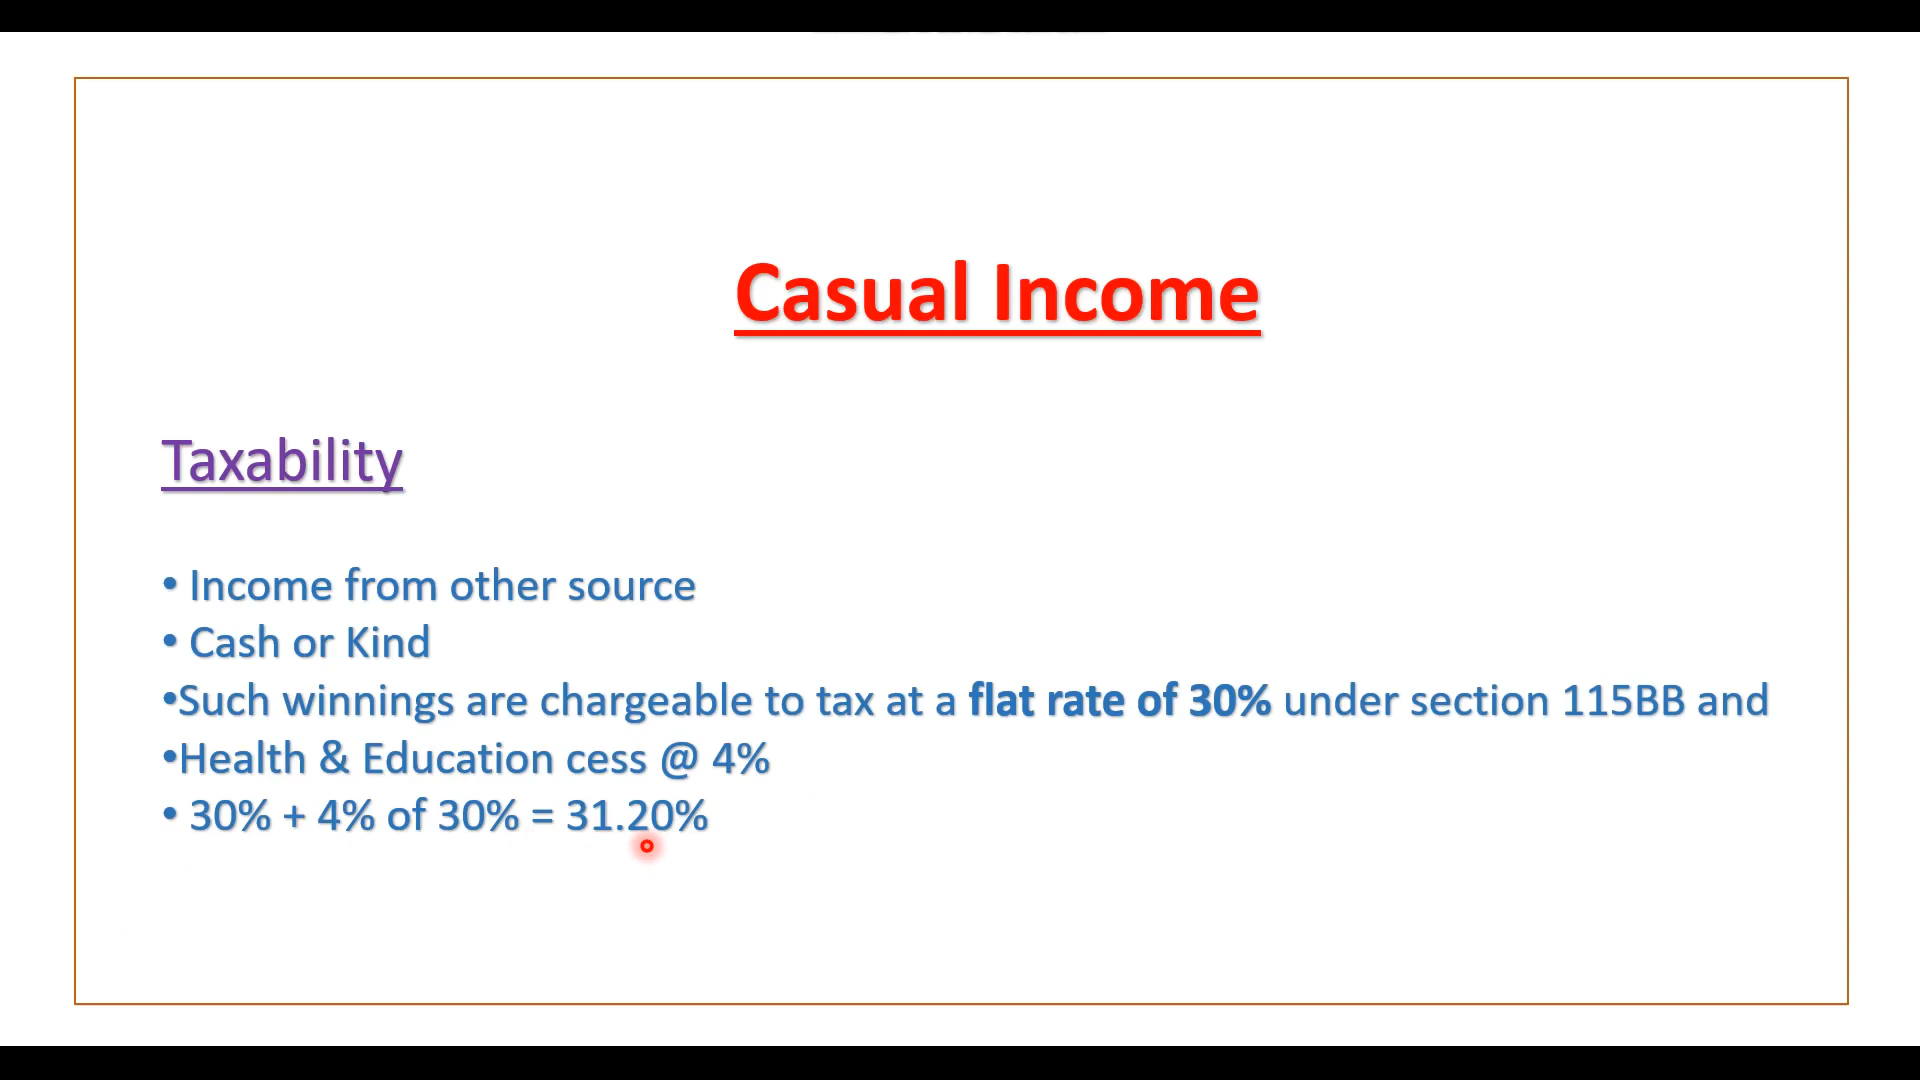 Casual Income
Taxability
• Income from other source
• Cash or Kind
•Such winnings are chargeable to tax at a flat rate of 30% under section 115BB and
•Health & Education cess @ 4%
• 30% + 4% of 30% = 31.20%